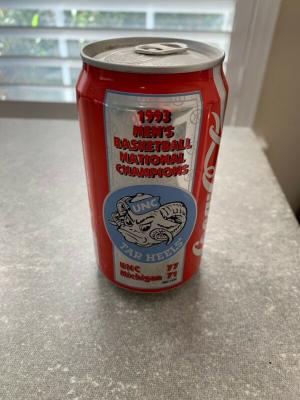 1993
MEN'S
BASKETBALL
NATIONAL
CHAMPIONS
UNC
TAR HEELS
UNC 77
Michigan 71